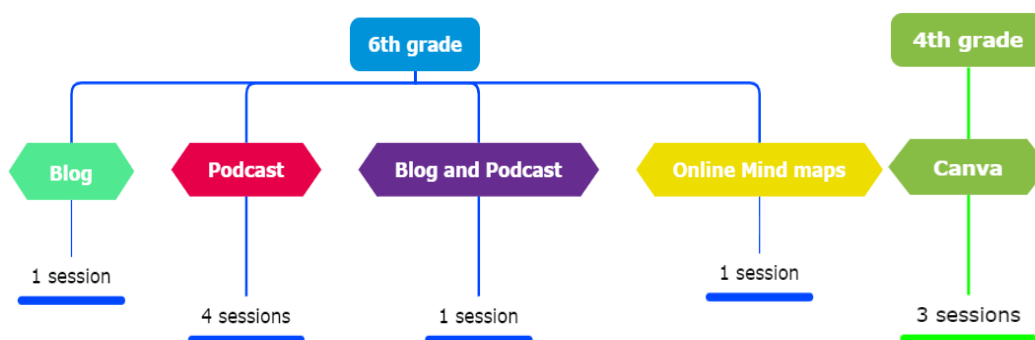 6th grade
4th grade
Blog
Podcast
Blog and Podcast
Online Mind maps
Canva
1 session
4 sessions
1 session
1 session
3 sessions